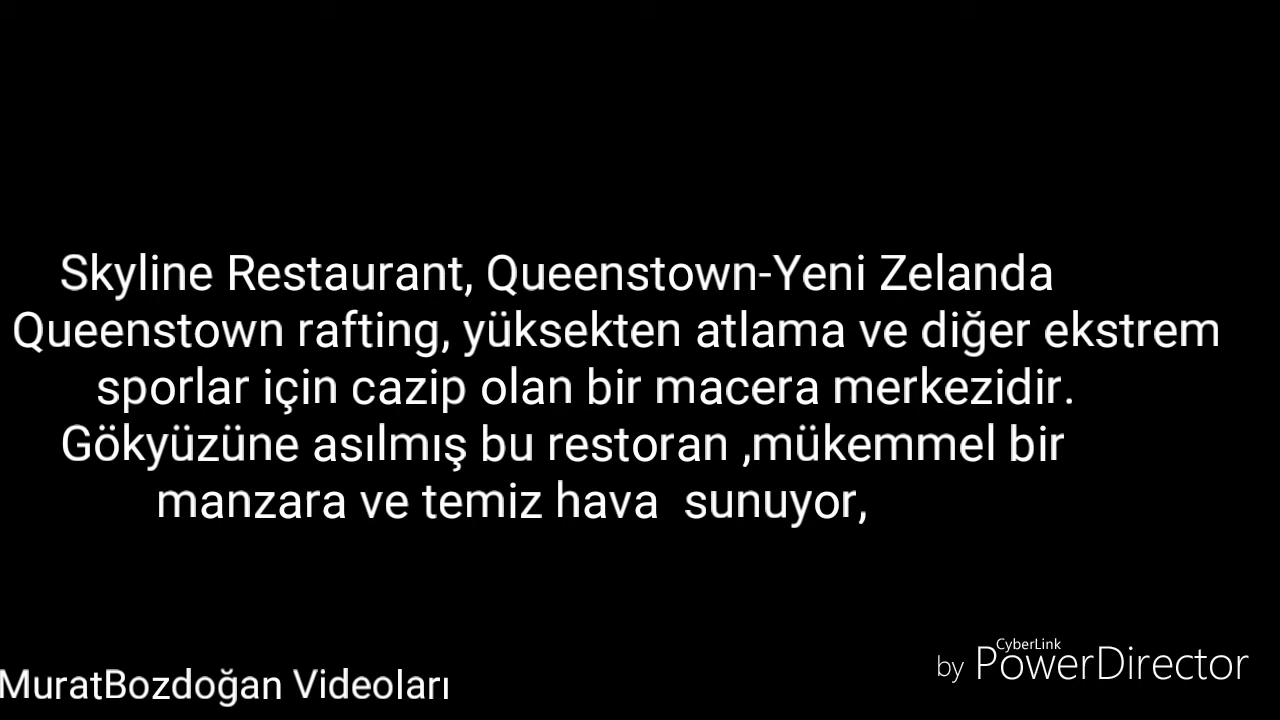 Skyline Restaurant, Queenstown-Yeni Zelanda
Queenstown rafting, yüksekten atlama ve diğer ekstrem
sporlar için cazip olan bir macera merkezidir.
Gökyüzüne asılmış bu restoran ,mükemmel bir
manzara ve temiz hava  sunuyor,
CyberLink
by PowerDirector
MuratBozdoğan Videoları